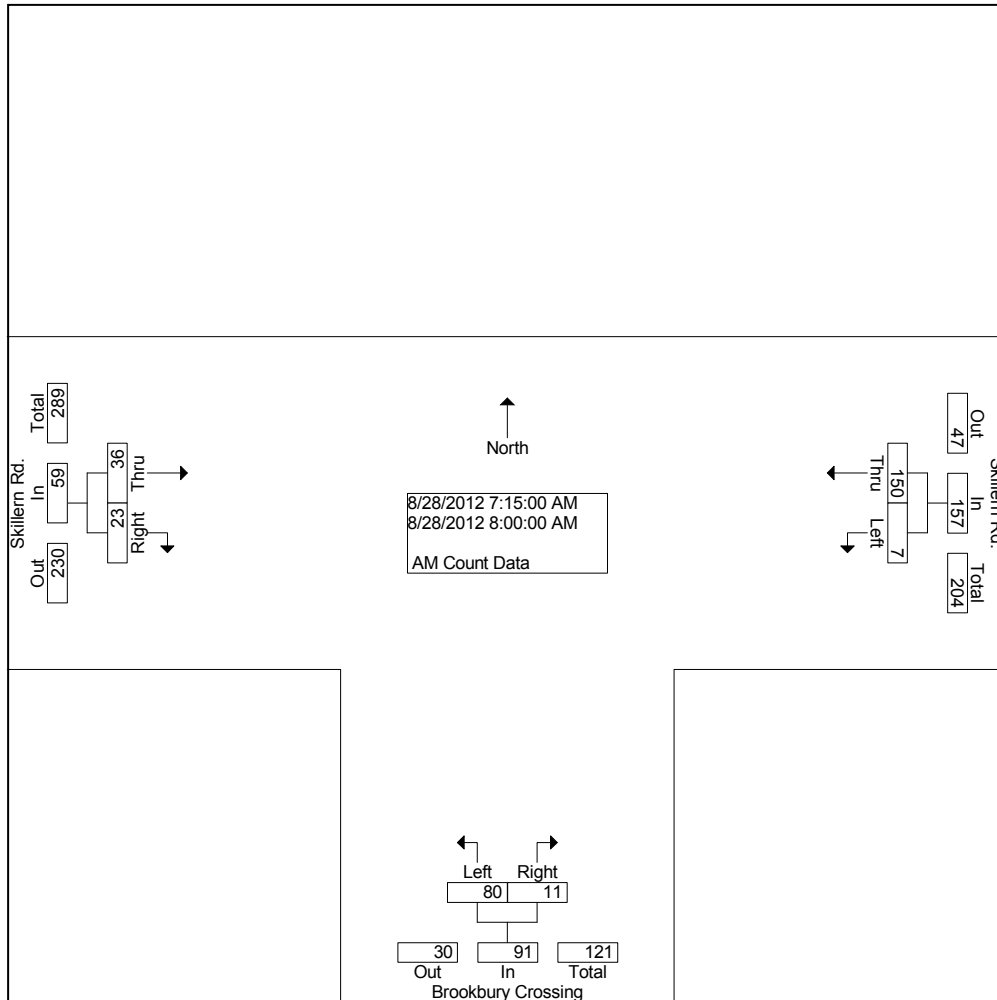 Skillern Rd.
Total
289
In
59
Out
230
36
Thru
23
Right
North
8/28/2012 7:15:00 AM
8/28/2012 8:00:00 AM
AM Count Data
Out
47
Skillern Rd.
In
157
Total
204
Thru
150
Left
7
Left Right
80 11
30 91 121
Out In Total
Brookbury Crossing